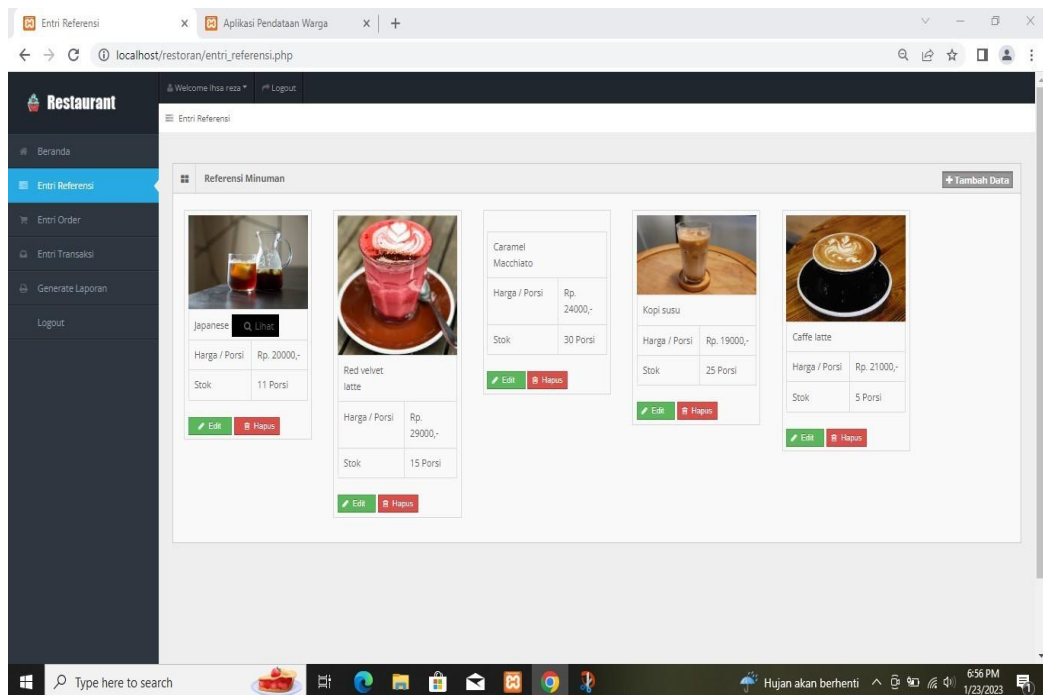 Entri Referensi
Aplikasi Pendataan Warga
localhost/restoran/entri_referensi.php
Restaurant
Welcome Ihsa reza
Logout
Entri Referensi
Beranda
Entri Referensi
Entri Order
Entri Transaksi
Generate Laporan
Logout
Referensi Minuman
+Tambah Data
Japanese
Lihat
Harga / Porsi
Rp. 20000,-
Stok
11 Porsi
Edit
Hapus
Red velvet
latte
Harga / Porsi
Rp.
29000,-
Stok
15 Porsi
Edit
Hapus
Caramel
Macchiato
Harga / Porsi
Rp.
24000,-
Stok
30 Porsi
Edit
Hapus
Kopi susu
Harga / Porsi
Rp. 19000,-
Stok
25 Porsi
Edit
Hapus
Caffe latte
Harga / Porsi
Rp. 21000,-
Stok
5 Porsi
Edit
Hapus
Type here to search
Hujan akan berhenti
6:56 PM
1/23/2023